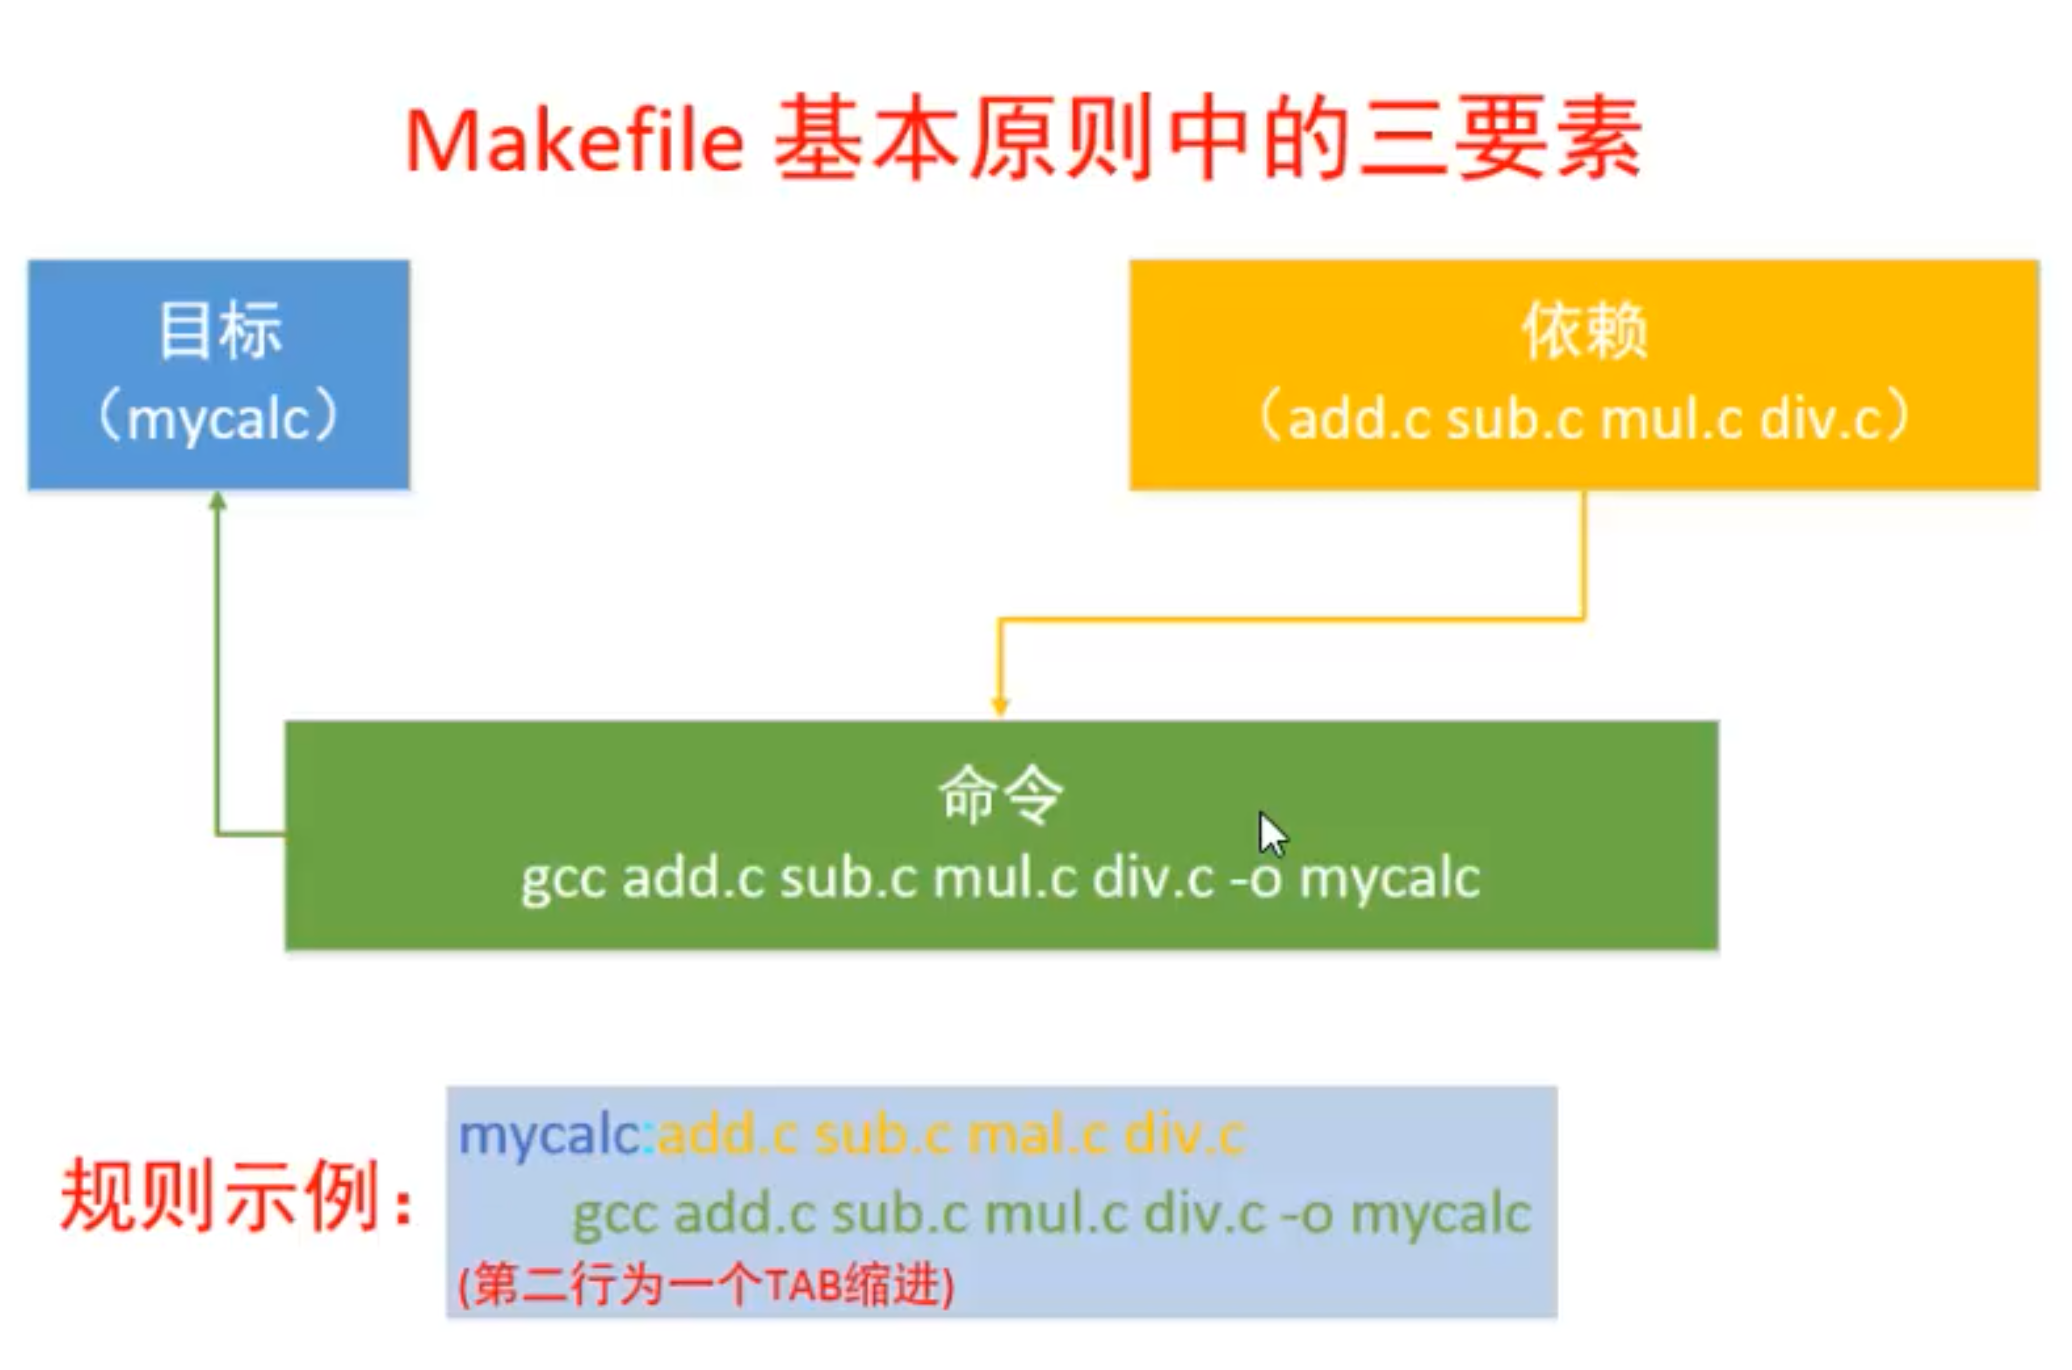 Makefile 基本原则中的三要素
目标
（mycalc）
依赖
（add.c sub.c mul.c div.c）
命令
gcc add.c sub.c mul.c div.c -o mycalc
规则示例：
mycalc:add.c sub.c mal.c div.c
gcc add.c sub.c mul.c div.c -o mycalc
(第二行为一个TAB缩进)